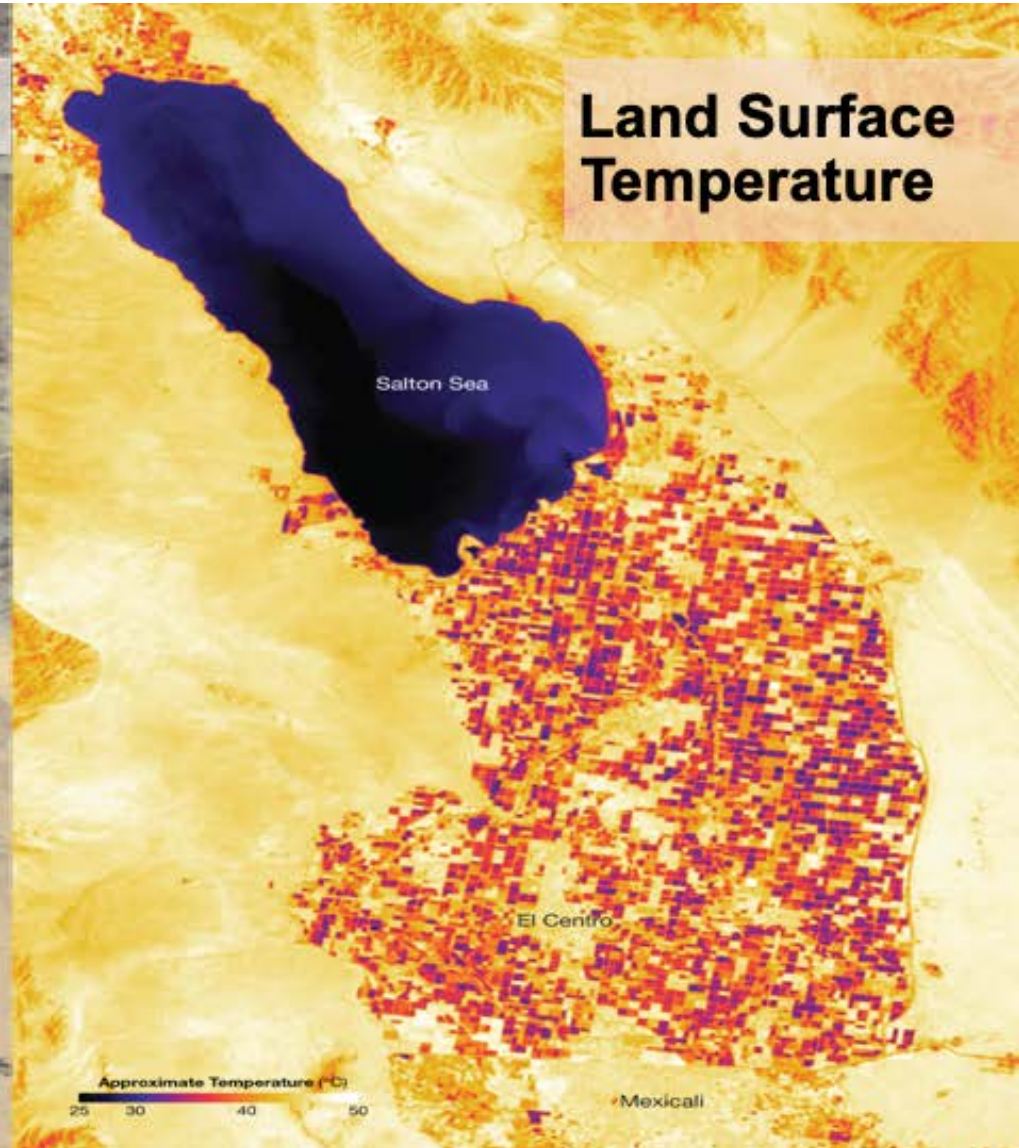 Land Surface
Temperature
Salton Sea
El Centro
Approximate Temperature (°C)
25 30 40 50
Mexicali